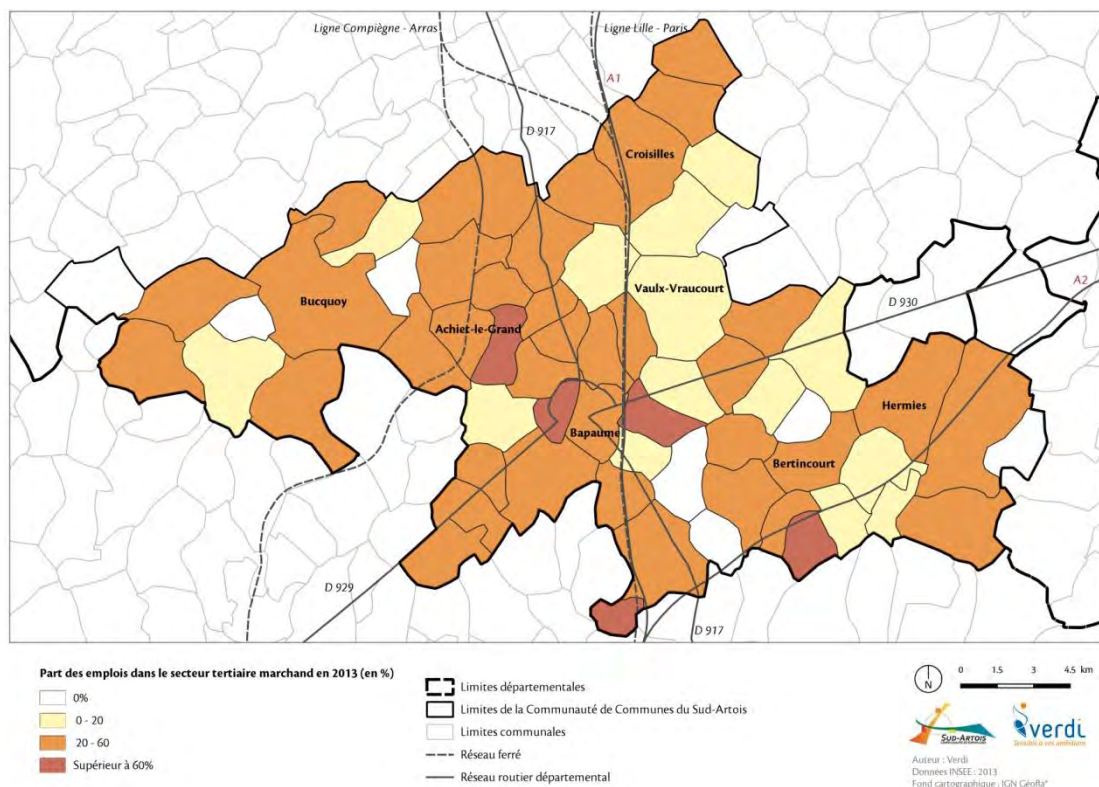 Ligne Compiègne - Arras
Ligne Lille - Paris
A1
D 917
Croisilles
Vaulx-Vraucourt
A2
D 930
Bucquoy
Achiet-le-Grand
Hermies
Bapaume
Bertincourt
D 929
D 917
Part des emplois dans le secteur tertiaire marchand en 2013 (en %)
0%
0 - 20
20 - 60
Supérieur à 60%
Limites départementales
Limites de la Communauté de Communes du Sud-Artois
Limites communales
Réseau ferré
Réseau routier départemental
N
0 1.5 3 4.5 km
SUD-ARTOIS
verdi
Auteur : Verdi
Données INSEE : 2013
Fond cartographique : IGN Géofla*